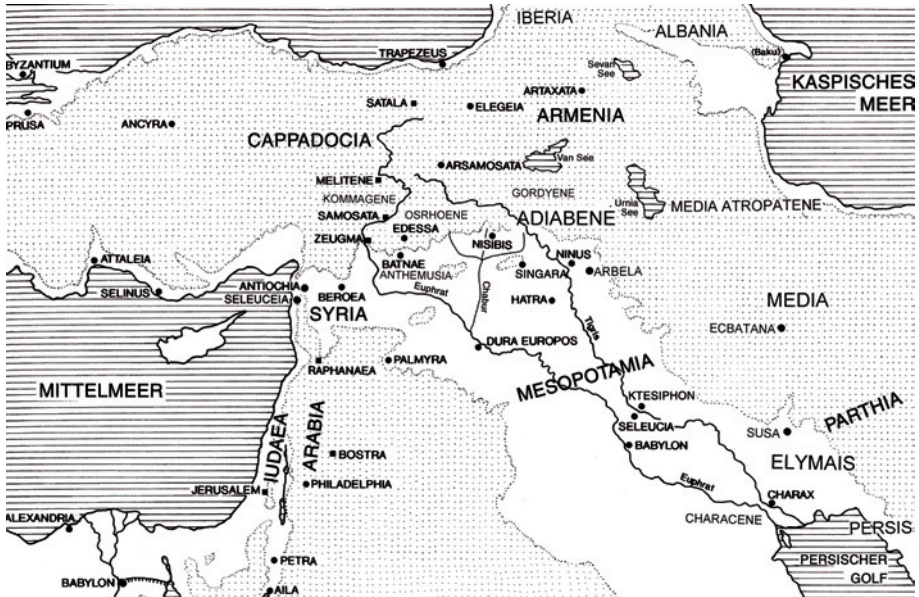 IBERIA
ALBANIA
TRAPEZEUS
(Baku)
BYZANTIUM
Sevan
See
KASPISCHES
MEER
ARTAXATA
SATALA
ELEGEIA
PRUSA
ANCYRA
ARMENIA
CAPPADOCIA
Van See
ARSAMOSATA
MELITENE
GORDYENE
KOMMAGENE
Urmia
See
MEDIA ATROPATENE
SAMOSATA
OSRHOENE
ADIABENE
EDESSA
ZEUGMA
NISIBIS
BATNAE
NINUS
ATTALEIA
ANTHEMUSIA
SINGARA
ARBELA
ANTIOCHIA
SELINUS
BEROEA
Euphrat
Chabur
SELEUCEIA
HATRA
MEDIA
SYRIA
Tigris
ECBATANA
DURA EUROPOS
RAPHANAEA
PALMYRA
MITTELMEER
MESOPOTAMIA
KTESIPHON
PARTHIA
SELEUCIA
SUSA
IUDAEA
ARABIA
BABYLON
BOSTRA
ELYMAIS
JERUSALEM
PHILADELPHIA
Euphrat
CHARAX
ALEXANDRIA
CHARACENE
PERSIS
PETRA
PERSISCHER
GOLF
BABYLON
AILA